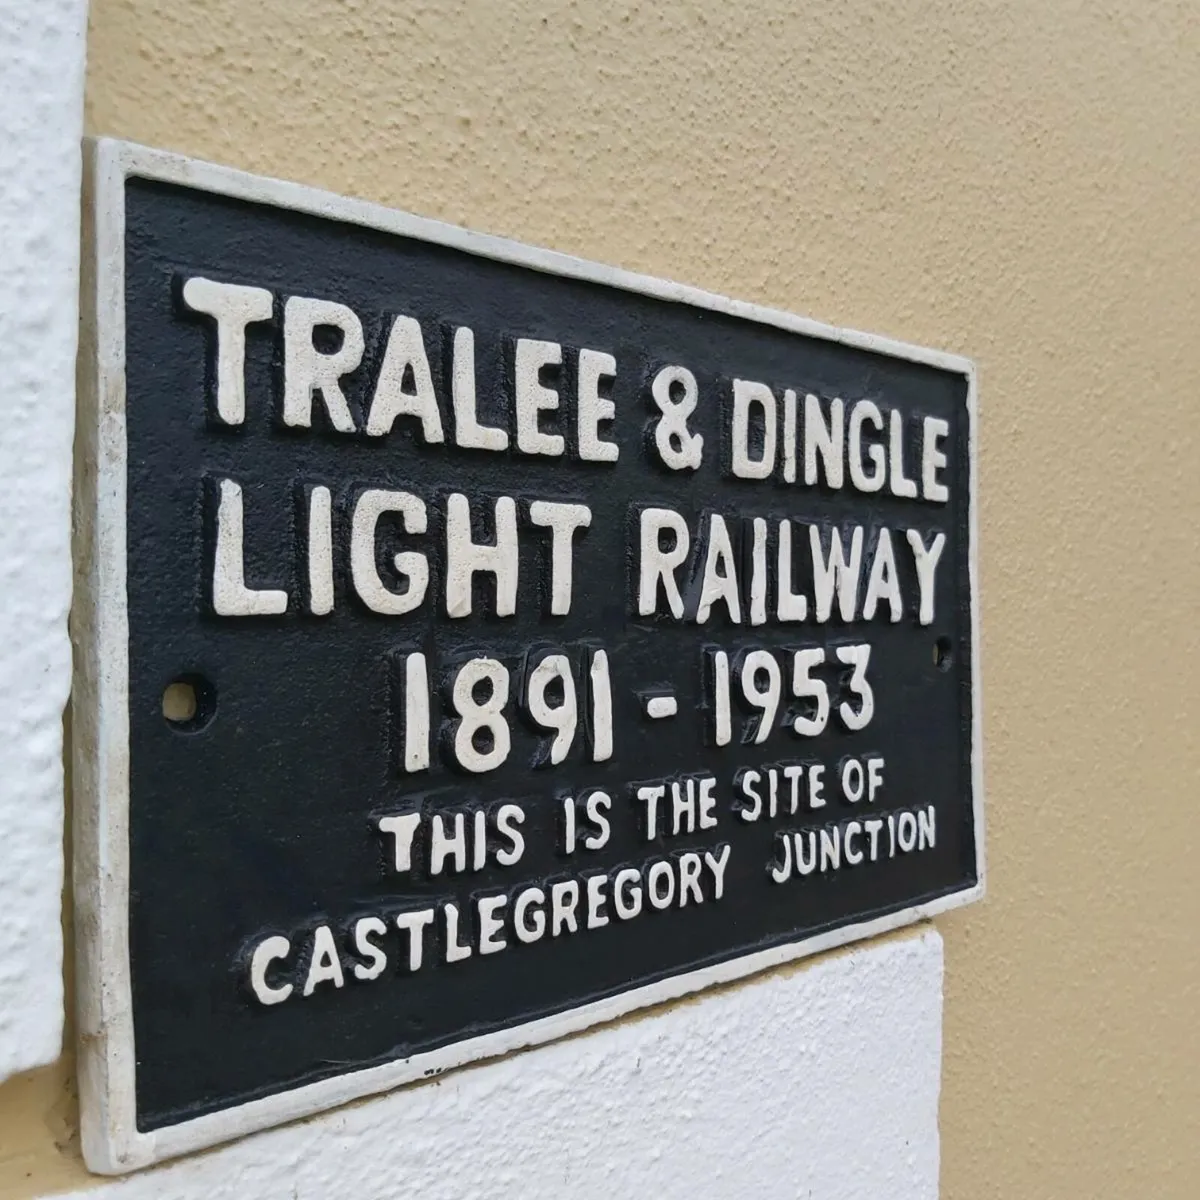 TRALEE & DINGLE
LIGHT RAILWAY
1891 - 1953
THIS IS THE SITE OF
CASTLEGREGORY JUNCTION